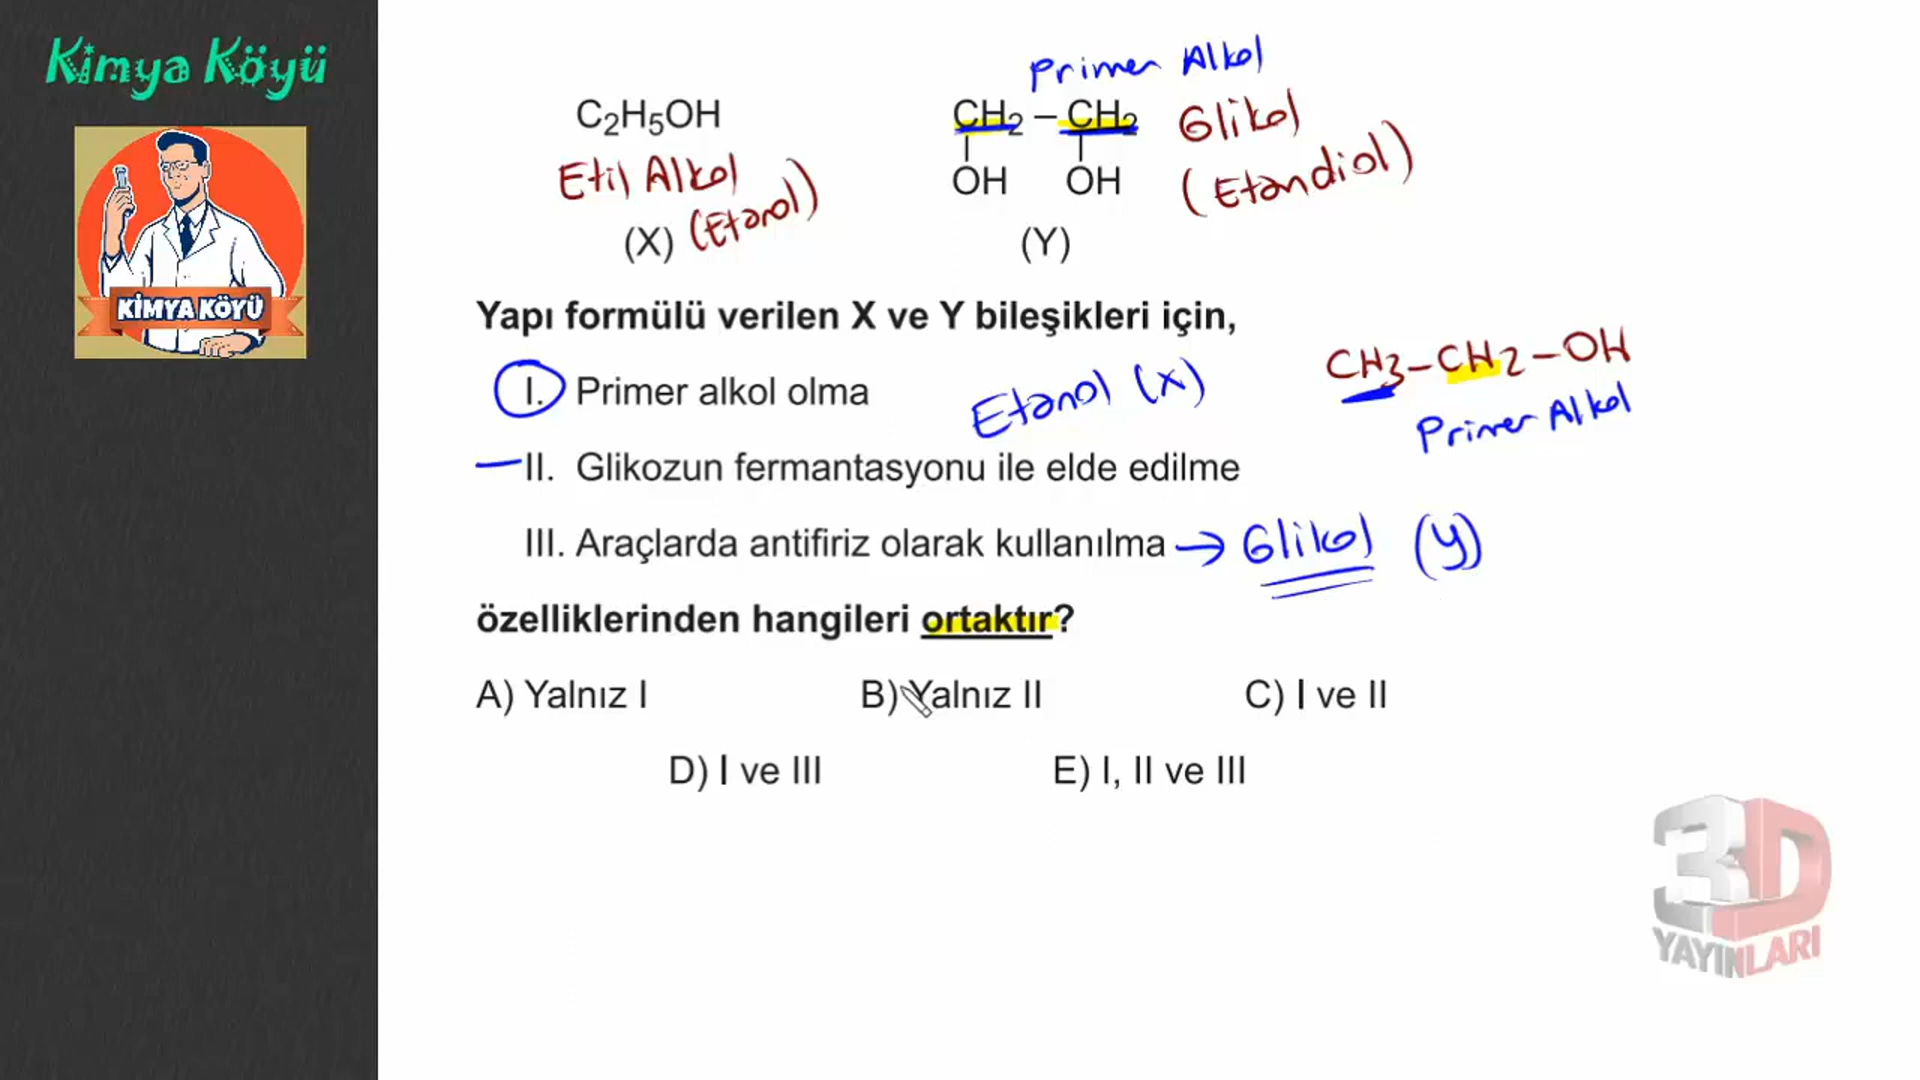 Kimya Köyü
KİMYA KÖYÜ
Primer Alkol
C₂H₅OH
CH₂ – CH₂
Glikol
OH OH
Etil Alkol
(Etanol)
(Etandiol)
(X)
(Y)
Yapı formülü verilen X ve Y bileşikleri için,
CH3–CH2–OH
Primer Alkol
I. Primer alkol olma
Etanol (X)
II. Glikozun fermantasyonu ile elde edilme
III. Araçlarda antifiriz olarak kullanılma → Glikol (Y)
özelliklerinden hangileri ortaktır?
A) Yalnız I B) Yalnız II C) I ve II
D) I ve III E) I, II ve III
3D
YAYINLARI